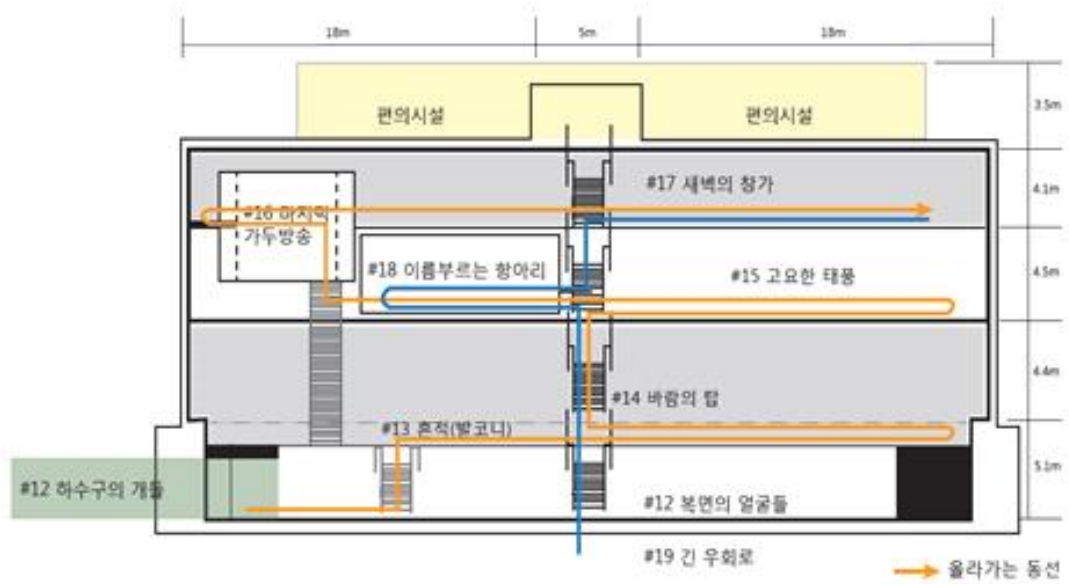 18m
5m
18m
편의시설
편의시설
3.5m
#17 새벽의 창가
4.1m
#16 마지막
가두방송
#18 이름부르는 항아리
#15 고요한 태풍
4.5m
#14 바람의 탑
4.4m
#13 흔적(발코니)
#12 하수구의 개들
#12 복면의 얼굴들
5.1m
#19 긴 우회로
올라가는 동선